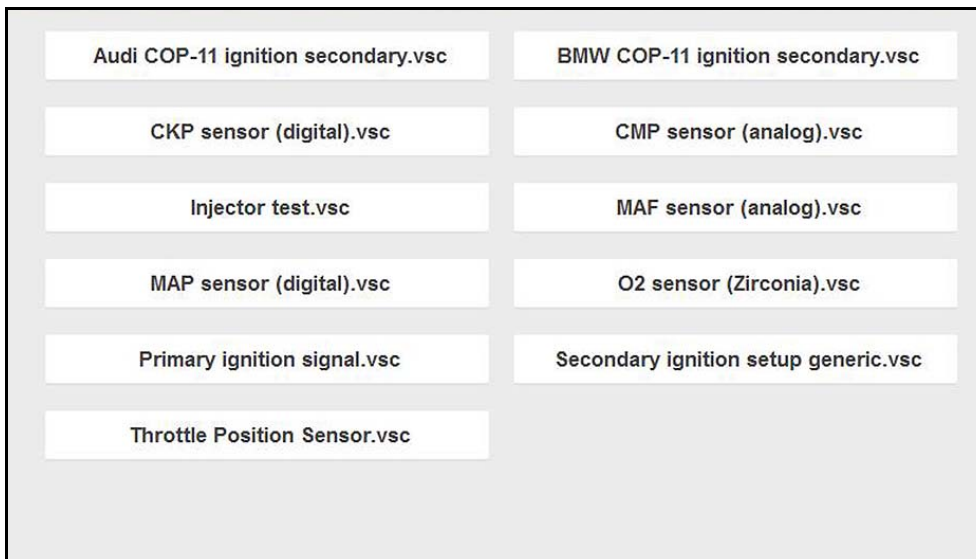 Audi COP-11 ignition secondary.vsc
BMW COP-11 ignition secondary.vsc
CKP sensor (digital).vsc
CMP sensor (analog).vsc
Injector test.vsc
MAF sensor (analog).vsc
MAP sensor (digital).vsc
O2 sensor (Zirconia).vsc
Primary ignition signal.vsc
Secondary ignition setup generic.vsc
Throttle Position Sensor.vsc